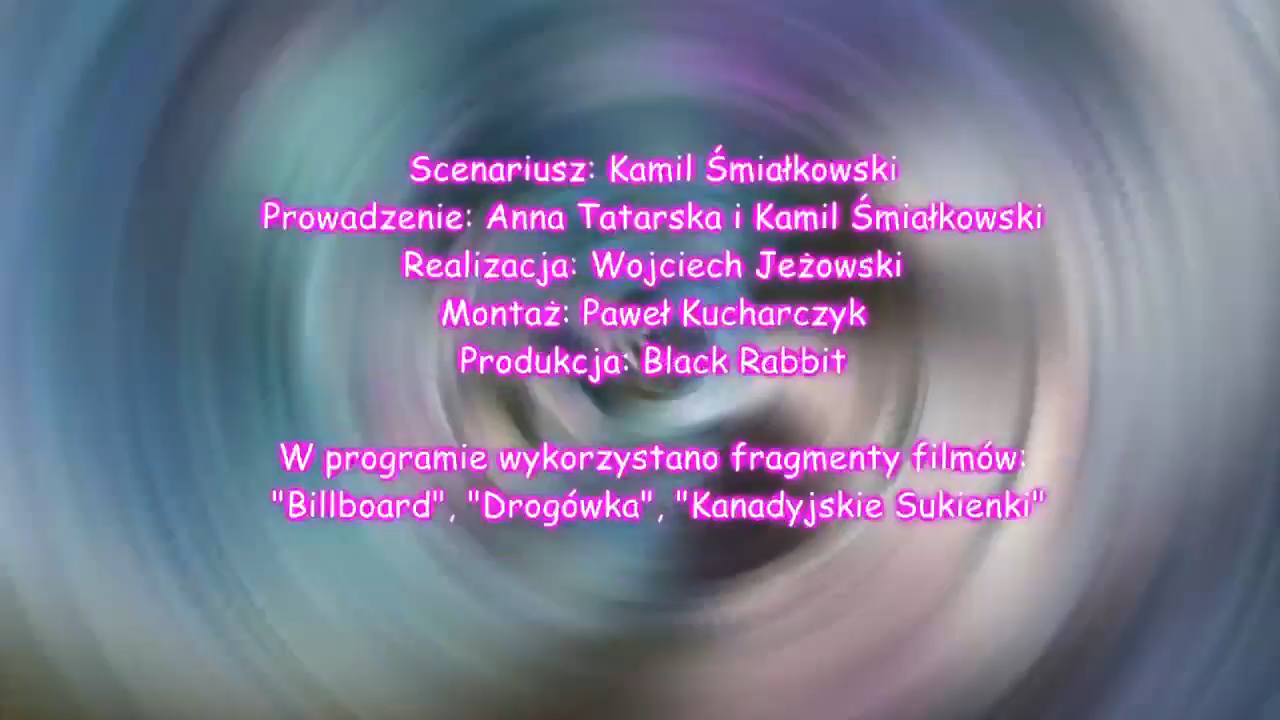 Scenariusz: Kamil Śmiałkowski
Prowadzenie: Anna Tatarska i Kamil Śmiałkowski
Realizacja: Wojciech Jeżowski
Montaż: Paweł Kucharczyk
Produkcja: Black Rabbit
W programie wykorzystano fragmenty filmów:
"Billboard", "Drogówka", "Kanadyjskie Sukienki"